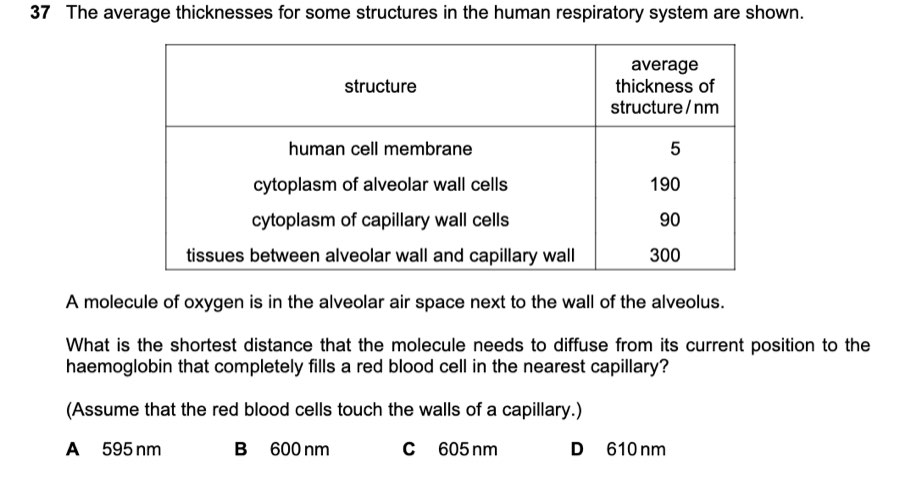 37 The average thicknesses for some structures in the human respiratory system are shown.
structure
average
thickness of
structure / nm
human cell membrane 5
cytoplasm of alveolar wall cells 190
cytoplasm of capillary wall cells 90
tissues between alveolar wall and capillary wall 300
A molecule of oxygen is in the alveolar air space next to the wall of the alveolus.
What is the shortest distance that the molecule needs to diffuse from its current position to the
haemoglobin that completely fills a red blood cell in the nearest capillary?
(Assume that the red blood cells touch the walls of a capillary.)
A 595 nm B 600 nm C 605 nm D 610 nm